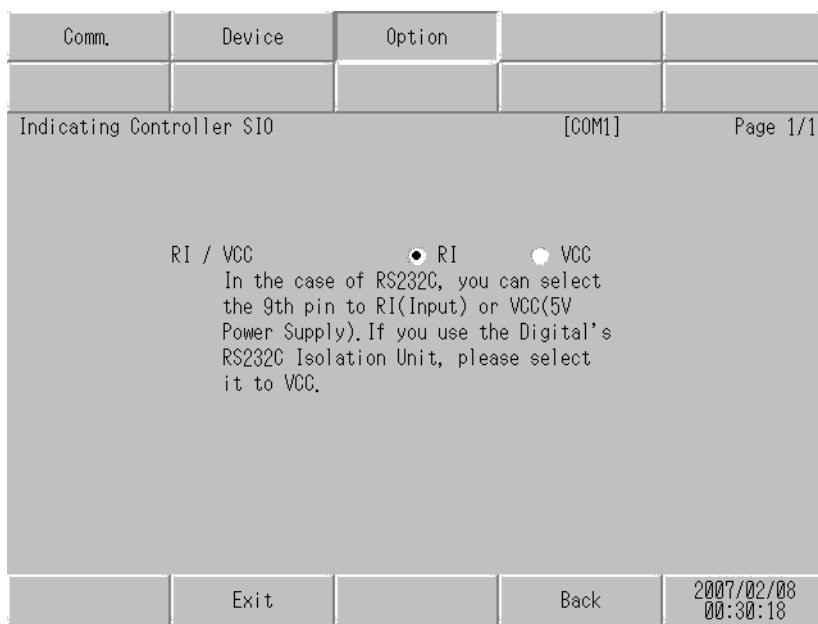 Comm. Device Option
Indicating Controller SIO [COM1] Page 1/1
RI / VCC RI VCC
In the case of RS232C, you can select
the 9th pin to RI(Input) or VCC(5V
Power Supply).If you use the Digital's
RS232C Isolation Unit, please select
it to VCC.
Exit Back 2007/02/08
00:30:18